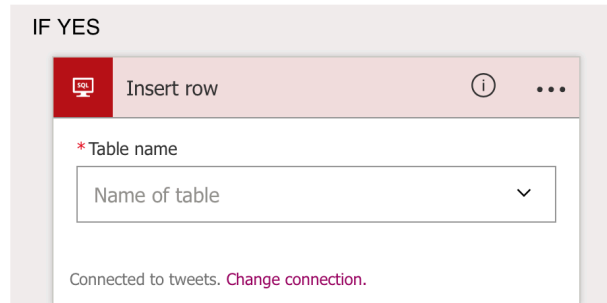 IF YES
SQL
Insert row
* Table name
Name of table
Connected to tweets. Change connection.